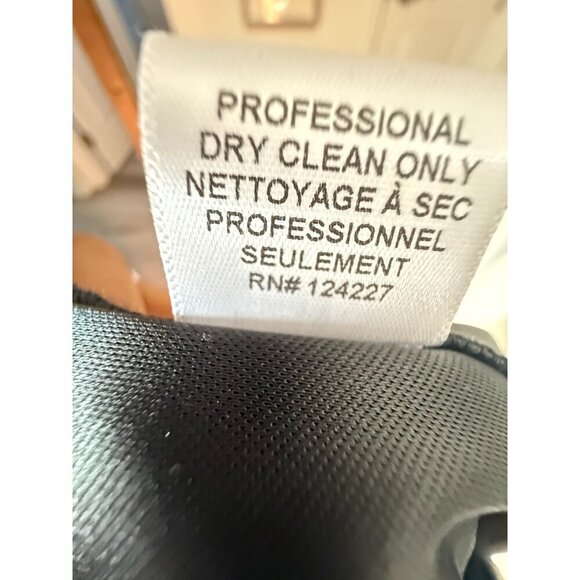 PROFESSIONAL
DRY CLEAN ONLY
NETTOYAGE À SEC
PROFESSIONNEL
SEULEMENT
RN# 124227